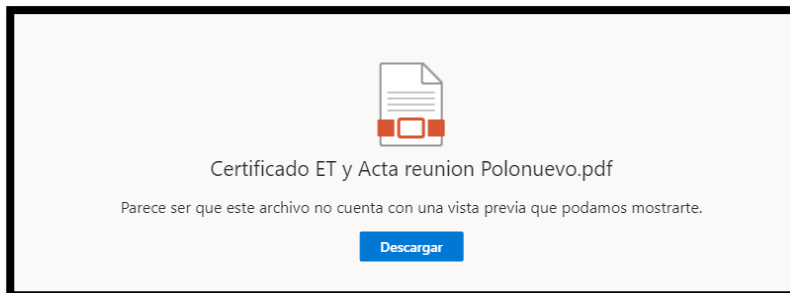 Certificado ET y Acta reunion Polonuevo.pdf
Parece ser que este archivo no cuenta con una vista previa que podamos mostrarte.
Descargar